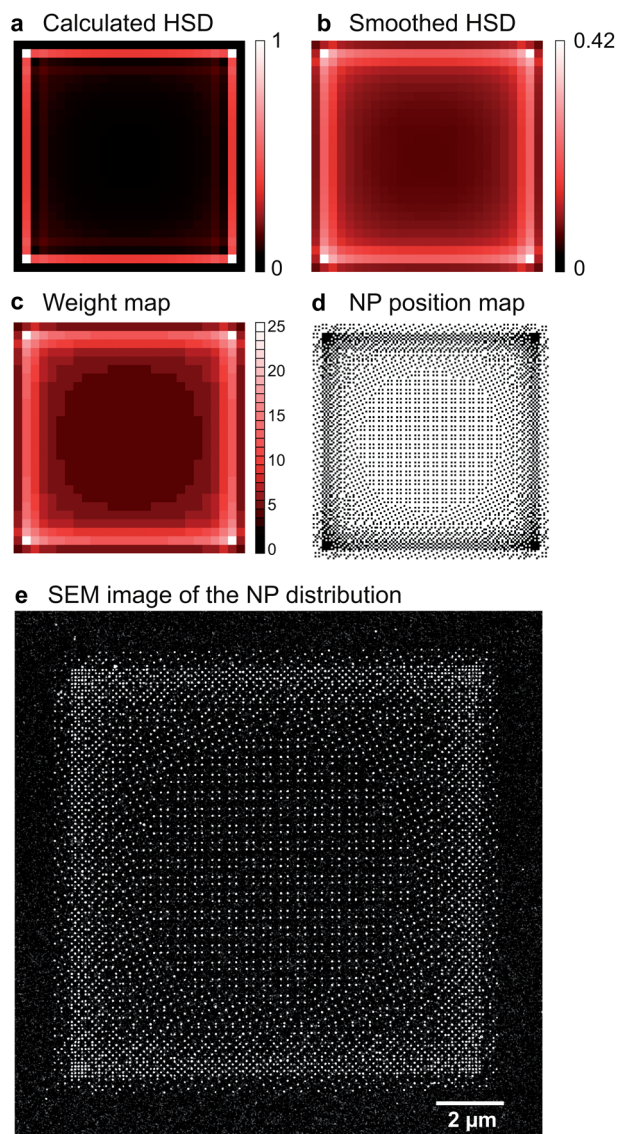 a Calculated HSD
1
0
b Smoothed HSD
0.42
0
c Weight map
25
20
15
10
5
0
d NP position map
e SEM image of the NP distribution
2 µm